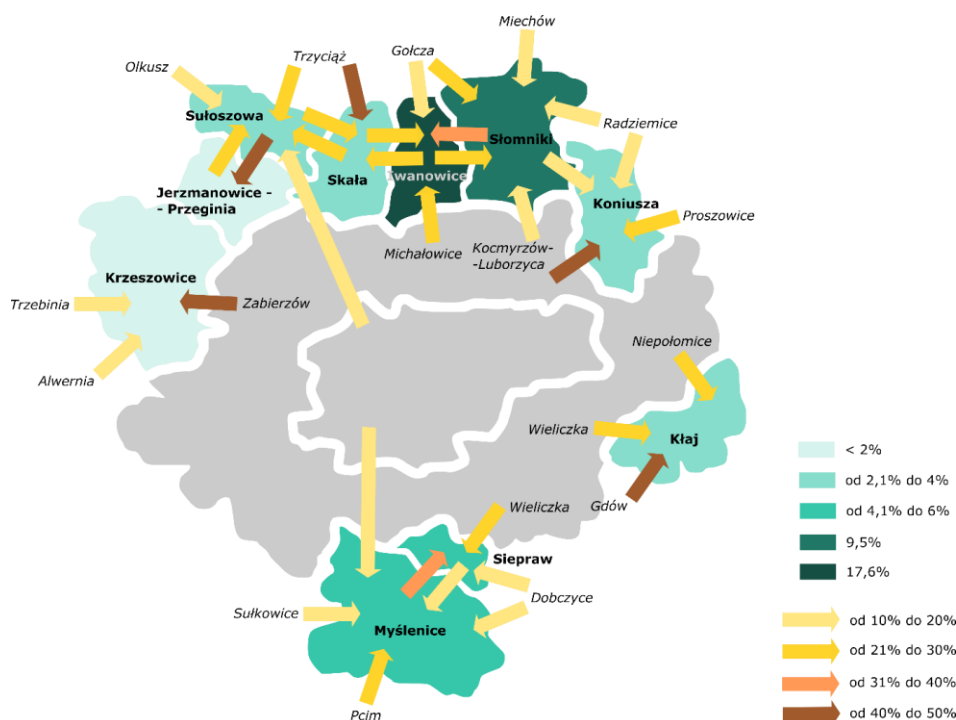 Miechów
Gołcza
Trzyciąż
Olkusz
Sułoszowa
Radziemice
Słomniki
Iwanowice
Skała
Jerzmanowice -
- Przeginia
Koniusza
Proszowice
Michałowice
Kocmyrzów-
-Luborzyca
Krzeszowice
Trzebinia
Zabierzów
Alwernia
Niepołomice
Wieliczka
Kłaj
Gdów
Wieliczka
Siepraw
Dobczyce
Sułkowice
Myślenice
Pcim
< 2%
od 2,1% do 4%
od 4,1% do 6%
9,5%
17,6%
od 10% do 20%
od 21% do 30%
od 31% do 40%
od 40% do 50%